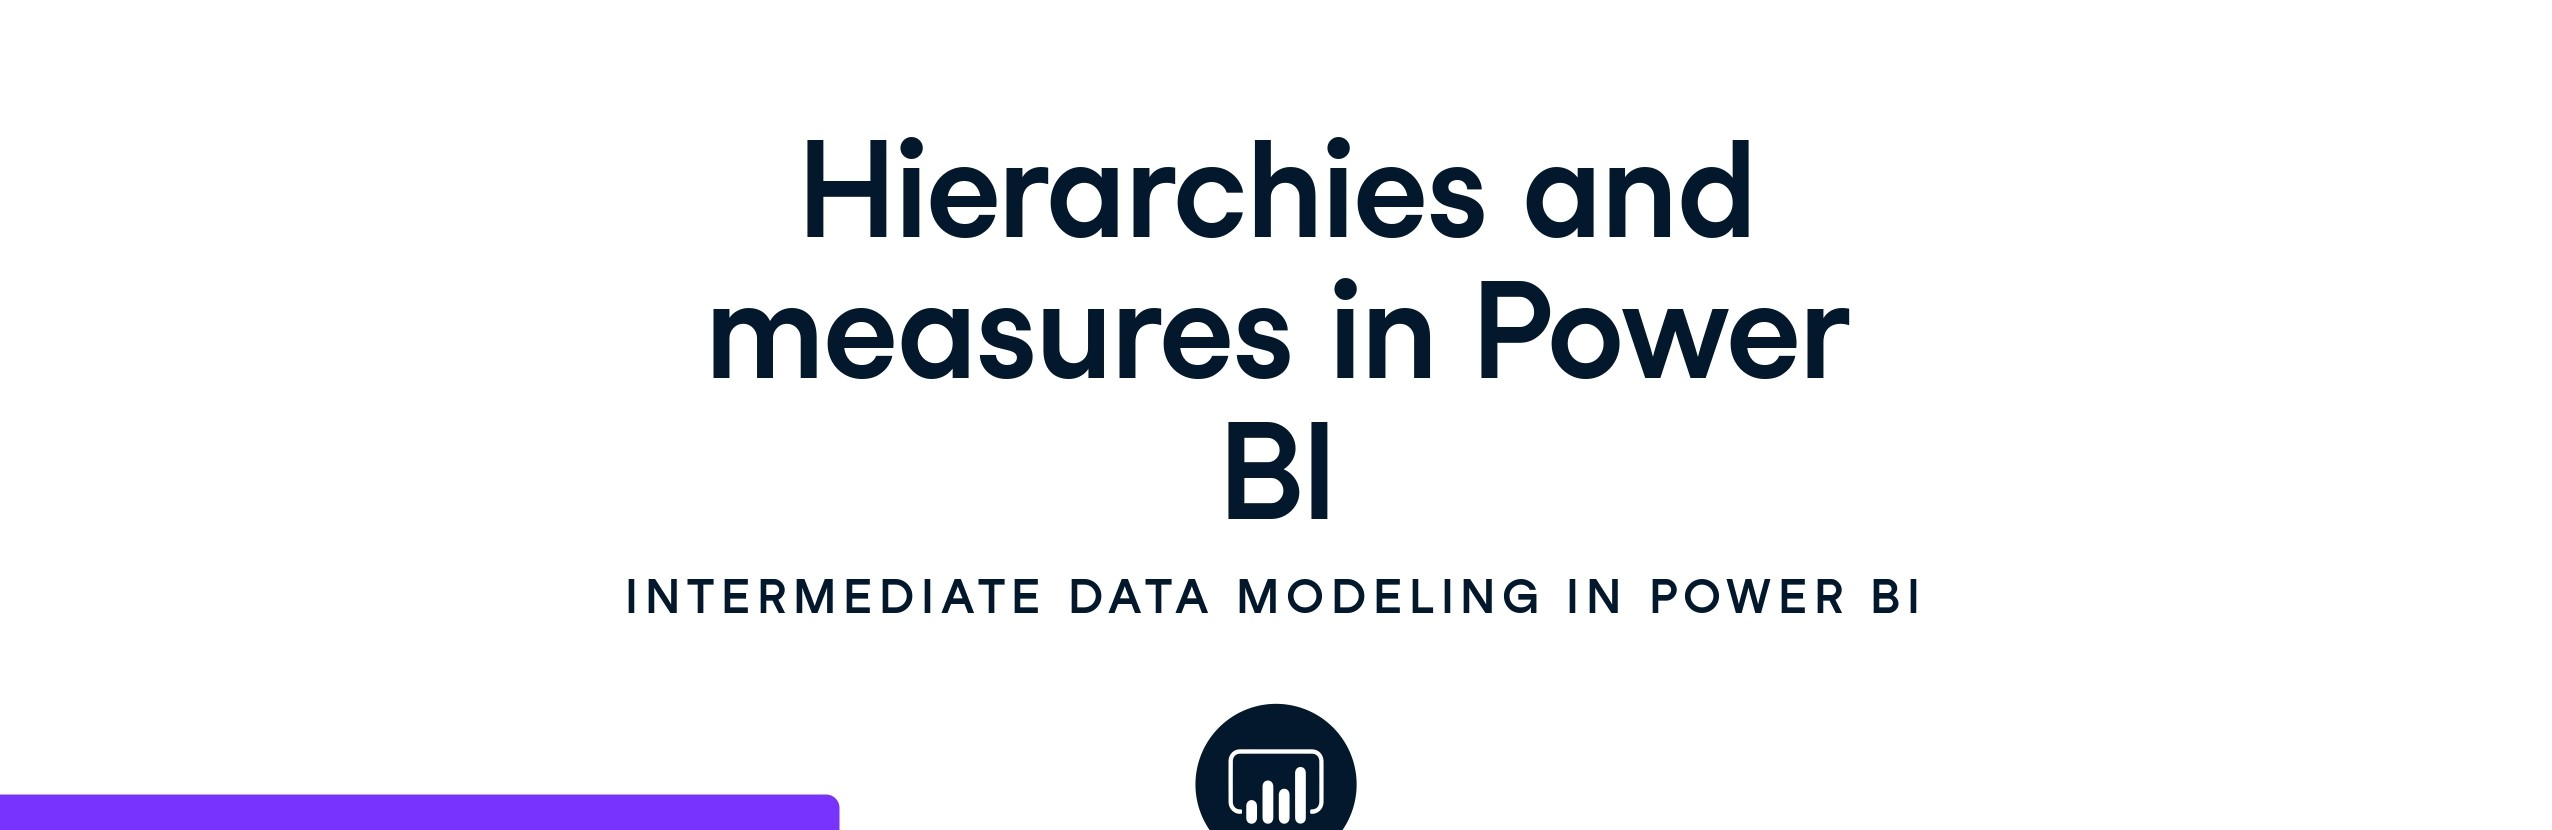 Hierarchies and
measures in Power
BI
INTERMEDIATE DATA MODELING IN POWER BI